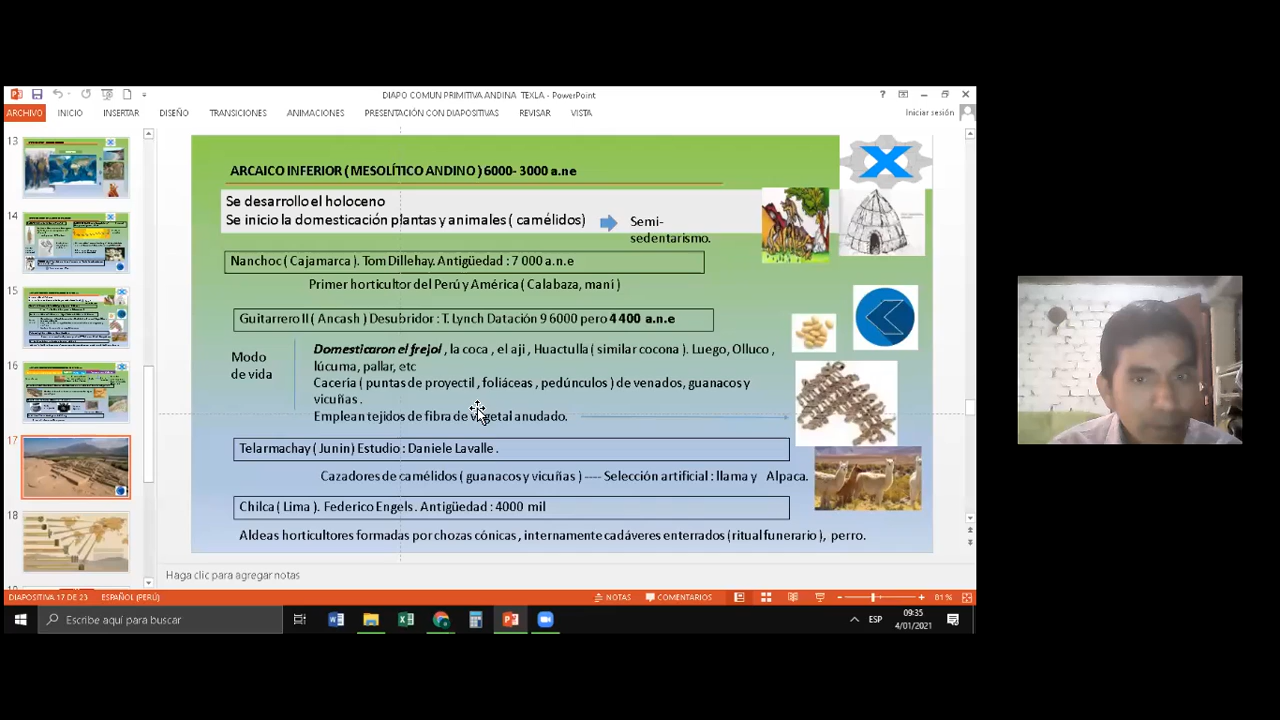 DIAPO COMUN PRIMITIVA ANDINA TEXLA - PowerPoint
ARCHIVO INICIO INSERTAR DISEÑO TRANSICIONES ANIMACIONES PRESENTACIÓN CON DIAPOSITIVAS REVISAR VISTA Iniciar sesión
13
14
15
16
17
18
ARCAICO INFERIOR ( MESOLÍTICO ANDINO ) 6000- 3000 a.ne
Se desarrollo el holoceno
Se inicio la domesticación plantas y animales ( camélidos)
Semi-
sedentarismo.
Nanchoc ( Cajamarca ). Tom Dillehay. Antigüedad : 7 000 a.n.e
Primer horticultor del Perú y América ( Calabaza, maní )
Guitarrero II ( Ancash ) Desubridor : T. Lynch Datación 9 6000 pero 4 400 a.n.e
Modo
de vida
Domesticaron el frejol , la coca , el ají , Huactulla ( similar cocona ). Luego, Olluco ,
lúcuma, pallar, etc
Cacería ( puntas de proyectil , foliáceas , pedúnculos ) de venados, guanacos y
vicuñas .
Emplean tejidos de fibra de vegetal anudado.
Telarmachay ( Junin) Estudio : Daniele Lavalle .
Cazadores de camélidos ( guanacos y vicuñas ) ---- Selección artificial : llama y Alpaca.
Chilca ( Lima ). Federico Engels . Antigüedad : 4000 mil
Aldeas horticultores formadas por chozas cónicas , internamente cadáveres enterrados ( ritual funerario ), perro.
Haga clic para agregar notas
DIAPOSITIVA 17 DE 23 ESPAÑOL (PERÚ) NOTAS COMENTARIOS 81 %
Escribe aquí para buscar
ESP
09:35
4/01/2021